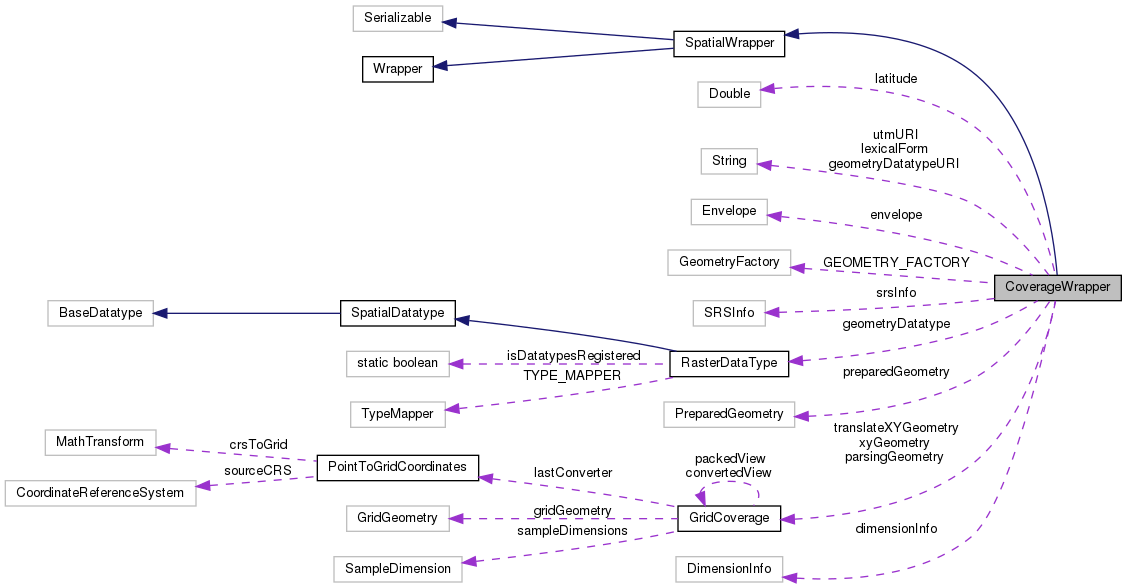 Serializable
SpatialWrapper
Wrapper
latitude
Double
utmURI
lexicalForm
geometryDatatypeURI
String
envelope
Envelope
GEOMETRY_FACTORY
GeometryFactory
CoverageWrapper
srsInfo
SRSInfo
BaseDatatype
SpatialDatatype
geometryDatatype
isDatatypesRegistered
static boolean
RasterDataType
TYPE_MAPPER
preparedGeometry
TypeMapper
PreparedGeometry
translateXYGeometry
xyGeometry
parsingGeometry
MathTransform
crsToGrid
packedView
convertedView
PointToGridCoordinates
lastConverter
sourceCRS
CoordinateReferenceSystem
GridGeometry
gridGeometry
GridCoverage
sampleDimensions
dimensionInfo
SampleDimension
DimensionInfo